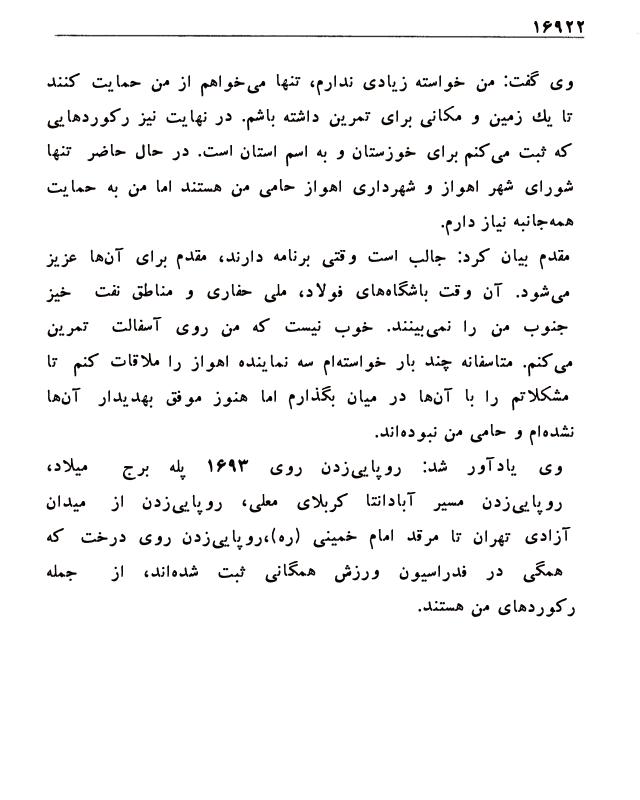 ۱۶۹۲۲
وی گفت: من خواسته زیادی ندارم، تنها می‌خواهم از من حمایت کنند
تا یك زمین و مکانی برای تمرین داشته باشم. در نهایت نیز رکوردهایی
که ثبت می‌کنم برای خوزستان و به اسم استان است. در حال حاضر تنها
شورای شهر اهواز و شهرداری اهواز حامی من هستند اما من به حمایت
همه‌جانبه نیاز دارم.
مقدم بیان کرد: جالب است وقتی برنامه دارند، مقدم برای آن‌ها عزیز
می‌شود. آن وقت باشگاه‌های فولاد، ملی حفاری و مناطق نفت خیز
جنوب من را نمی‌بینند. خوب نیست که من روی آسفالت تمرین
می‌کنم. متاسفانه چند بار خواسته‌ام سه نماینده اهواز را ملاقات کنم تا
مشکلاتم را با آن‌ها در میان بگذارم اما هنوز موفق بهدیدار آن‌ها
نشده‌ام و حامی من نبوده‌اند.
وی یادآور شد: روپایی‌زدن روی ۱۶۹۳ پله برج میلاد،
روپایی‌زدن مسیر آبادانتا کربلای معلی، روپایی‌زدن از میدان
آزادی تهران تا مرقد امام خمینی (ره)،روپایی‌زدن روی درخت که
همگی در فدراسیون ورزش همگانی ثبت شده‌اند، از جمله
رکوردهای من هستند.